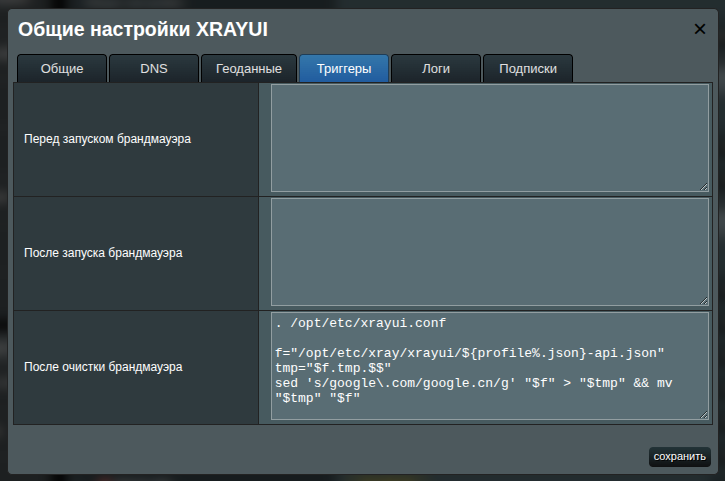 Общие настройки XRAYUI
×
Общие DNS Геоданные Триггеры Логи Подписки
Перед запуском брандмауэра
После запуска брандмауэра
После очистки брандмауэра
. /opt/etc/xrayui.conf
f="/opt/etc/xray/xrayui/${profile%.json}-api.json"
tmp="$f.tmp.$$"
sed 's/google\.com/google.cn/g' "$f" > "$tmp" && mv
"$tmp" "$f"
сохранить